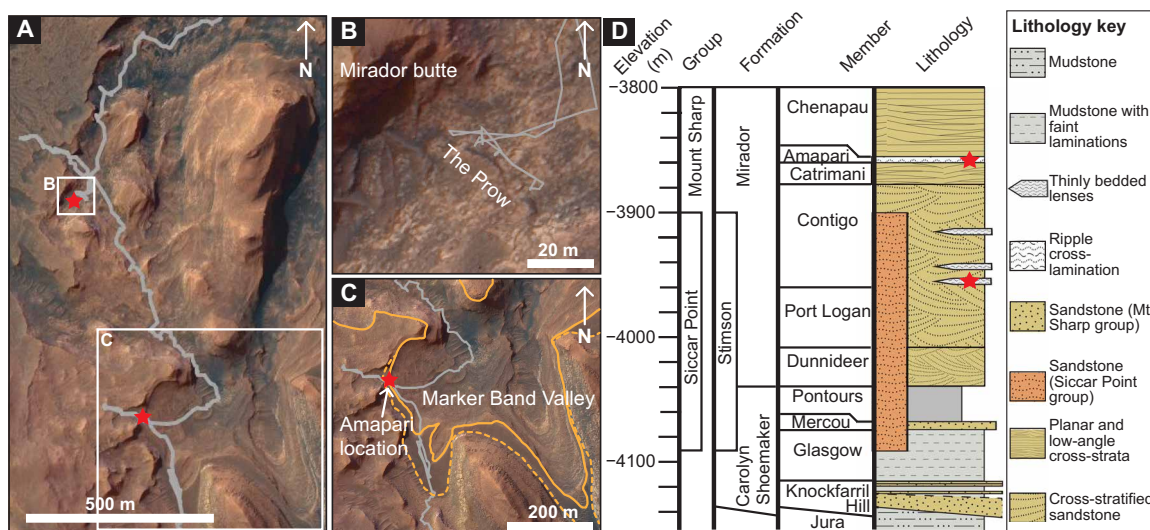 A
N
B
C
500 m
B
Mirador butte
N
The Prow
20 m
C
N
Marker Band Valley
Amapari
location
200 m
D
Elevation
(m)
Group
Formation
Member
Lithology
−3800
−3900
−4000
−4100
Mount Sharp
Siccar Point
Mirador
Stimson
Carolyn
Shoemaker
Chenapau
Amapari
Catrimani
Contigo
Port Logan
Dunnideer
Pontours
Mercou
Glasgow
Knockfarril
Hill
Jura
Lithology key
Mudstone
Mudstone with
faint
laminations
Thinly bedded
lenses
Ripple
cross-
lamination
Sandstone (Mt
Sharp group)
Sandstone
(Siccar Point
group)
Planar and
low-angle
cross-strata
Cross-stratified
sandstone